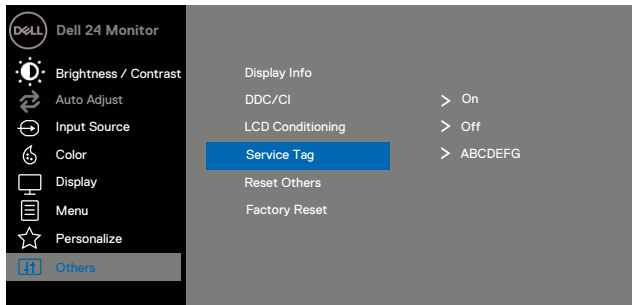 DELL Dell 24 Monitor
Brightness / Contrast
Auto Adjust
Input Source
Color
Display
Menu
Personalize
Others
Display Info
DDC/CI > On
LCD Conditioning > Off
Service Tag > ABCDEFG
Reset Others
Factory Reset